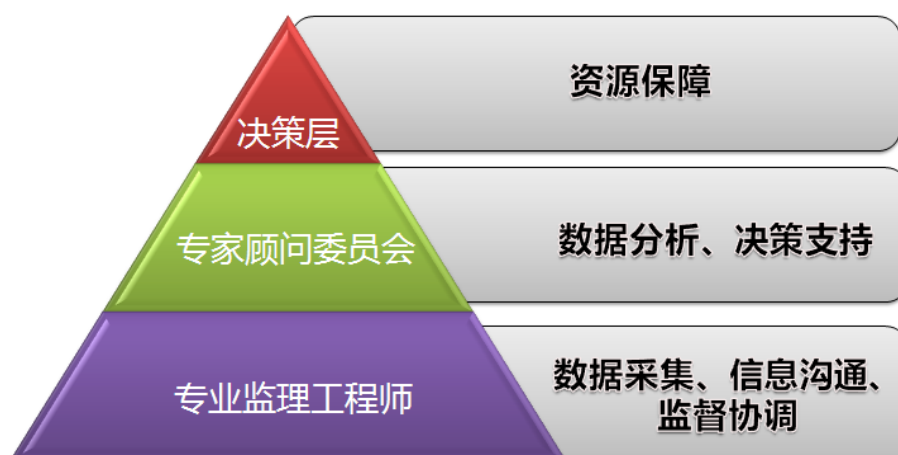 决策层
资源保障
专家顾问委员会
数据分析、决策支持
专业监理工程师
数据采集、信息沟通、
监督协调